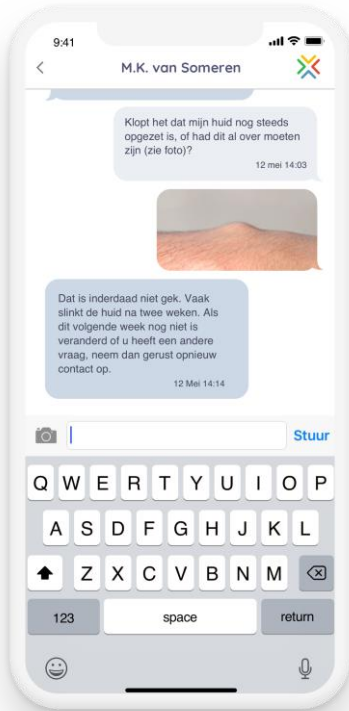 9:41
M.K. van Someren
Klopt het dat mijn huid nog steeds
opgezet is, of had dit al over moeten
zijn (zie foto)?
12 mei 14:03
Dat is inderdaad niet gek. Vaak
slinkt de huid na twee weken. Als
dit volgende week nog niet is
veranderd of u heeft een andere
vraag, neem dan gerust opnieuw
contact op.
12 Mei 14:14
Stuur
Q W E R T Y U I O P
A S D F G H J K L
Z X C V B N M
123 space return